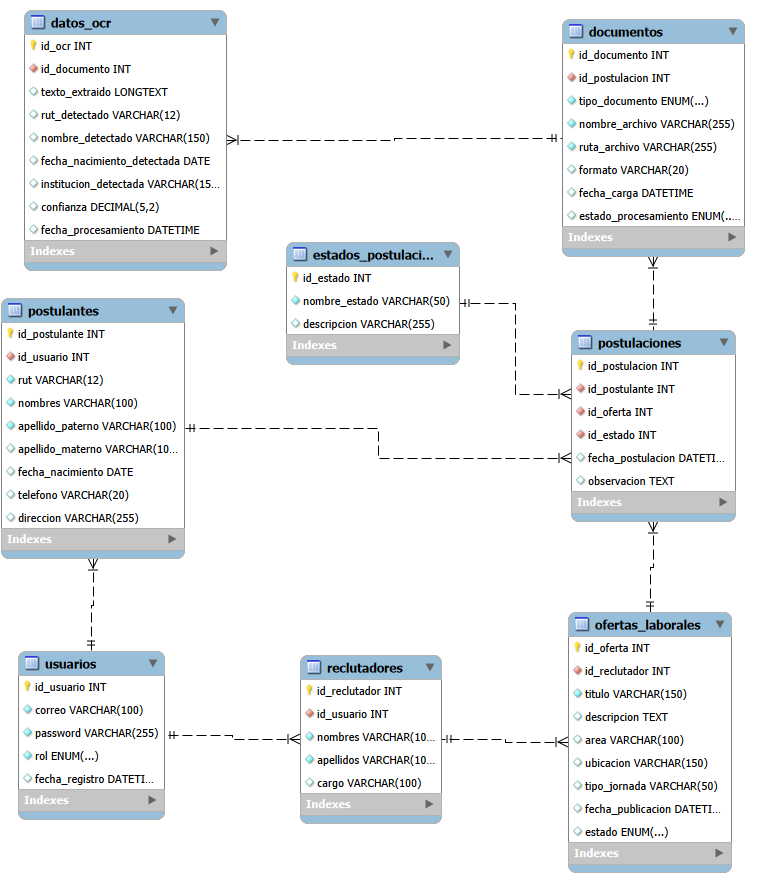 datos_ocr
id_ocr INT
id_documento INT
texto_extraido LONGTEXT
rut_detectado VARCHAR(12)
nombre_detectado VARCHAR(150)
fecha_nacimiento_detectada DATE
institucion_detectada VARCHAR(15...
confianza DECIMAL(5,2)
fecha_procesamiento DATETIME
Indexes
documentos
id_documento INT
id_postulacion INT
tipo_documento ENUM(...)
nombre_archivo VARCHAR(255)
ruta_archivo VARCHAR(255)
formato VARCHAR(20)
fecha_carga DATETIME
estado_procesamiento ENUM(...
Indexes
estados_postulaci...
id_estado INT
nombre_estado VARCHAR(50)
descripcion VARCHAR(255)
Indexes
postulantes
id_postulante INT
id_usuario INT
rut VARCHAR(12)
nombres VARCHAR(100)
apellido_paterno VARCHAR(100)
apellido_materno VARCHAR(10...
fecha_nacimiento DATE
telefono VARCHAR(20)
direccion VARCHAR(255)
Indexes
postulaciones
id_postulacion INT
id_postulante INT
id_oferta INT
id_estado INT
fecha_postulacion DATETI...
observacion TEXT
Indexes
usuarios
id_usuario INT
correo VARCHAR(100)
password VARCHAR(255)
rol ENUM(...)
fecha_registro DATETI...
Indexes
reclutadores
id_reclutador INT
id_usuario INT
nombres VARCHAR(10...
apellidos VARCHAR(10...
cargo VARCHAR(100)
Indexes
ofertas_laborales
id_oferta INT
id_reclutador INT
titulo VARCHAR(150)
descripcion TEXT
area VARCHAR(100)
ubicacion VARCHAR(150)
tipo_jornada VARCHAR(50)
fecha_publicacion DATETI...
estado ENUM(...)
Indexes